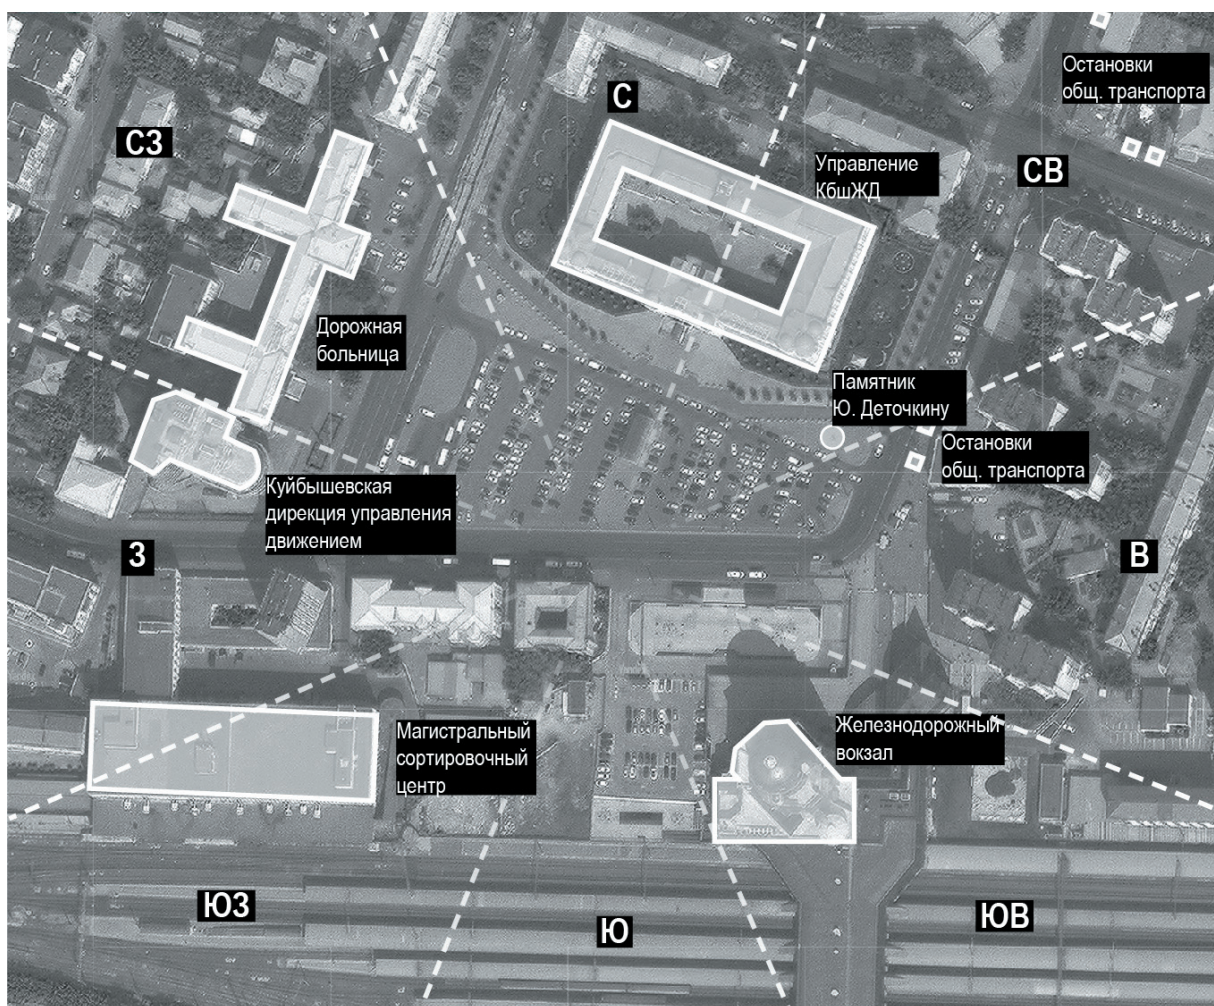 Остановки
общ. транспорта
С
СЗ
Управление
КбшЖД
СВ
Дорожная
больница
Памятник
Ю. Деточкину
Остановки
общ. транспорта
Куйбышевская
дирекция управления
движением
З
В
Магистральный
сортировочный
центр
Железнодорожный
вокзал
ЮЗ
Ю
ЮВ